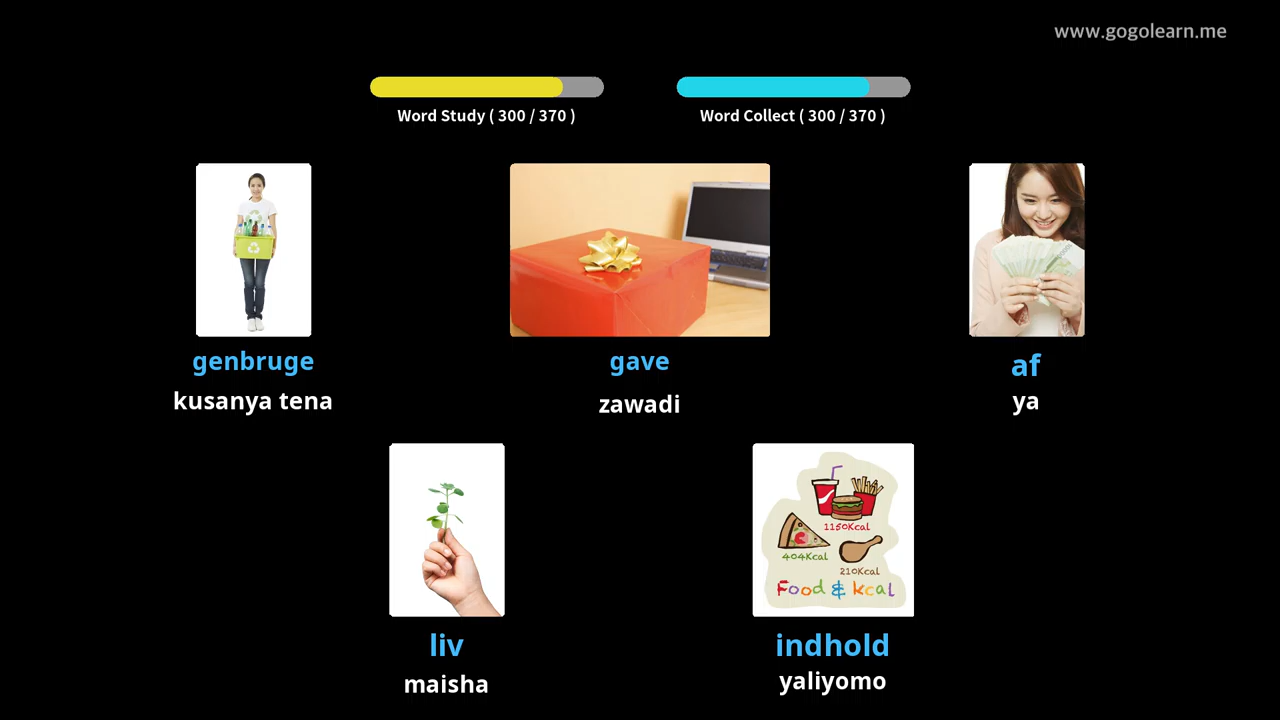 www.gogolearn.me
Word Study ( 300 / 370 )
Word Collect ( 300 / 370 )
genbruge
kusanya tena
gave
zawadi
af
ya
liv
maisha
1150Kcal
404Kcal
210Kcal
Food & kcal
indhold
yaliyomo